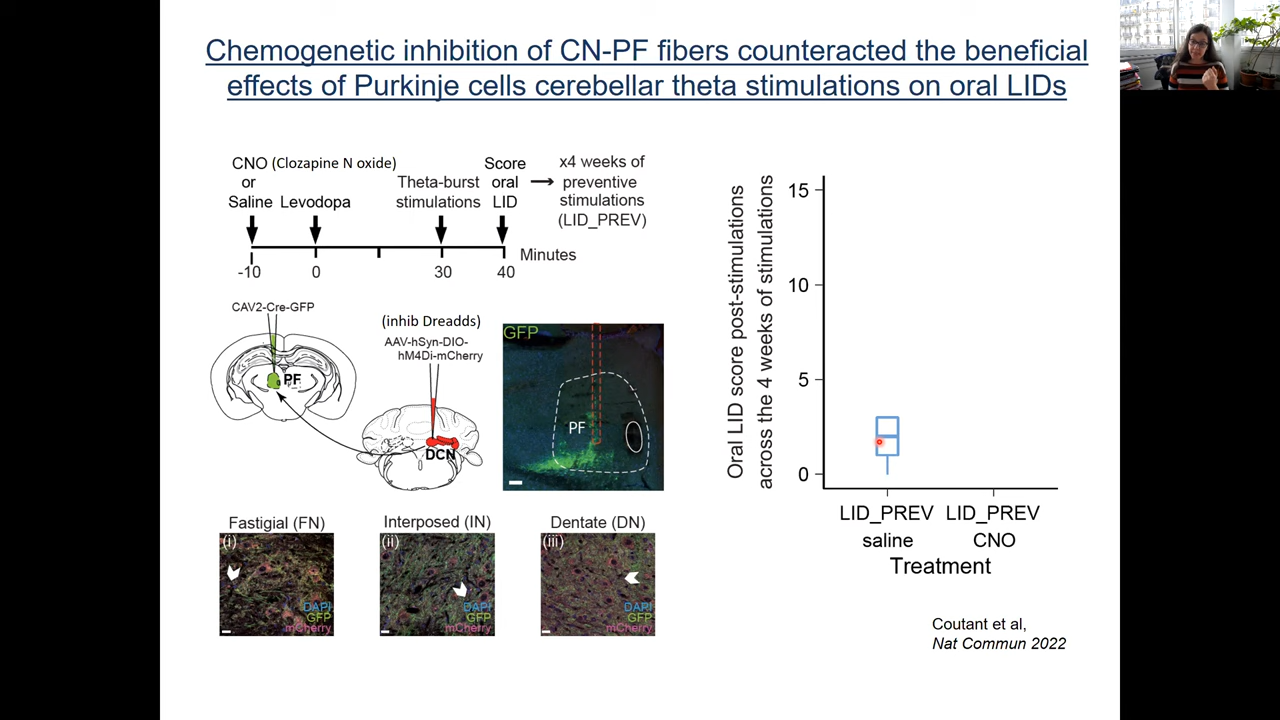 Chemogenetic inhibition of CN-PF fibers counteracted the beneficial
effects of Purkinje cells cerebellar theta stimulations on oral LIDs
CNO (Clozapine N oxide)
or
Saline
Levodopa
Theta-burst
stimulations
Score
oral
LID
x4 weeks of
preventive
stimulations
(LID_PREV)
-10
0
30
40
Minutes
CAV2-Cre-GFP
PF
(inhib Dreadds)
AAV-hSyn-DIO-
hM4Di-mCherry
DCN
GFP
PF
Fastigial (FN)
(i)
DAPI
GFP
mCherry
Interposed (IN)
(ii)
DAPI
GFP
mCherry
Dentate (DN)
(iii)
DAPI
GFP
mCherry
Oral LID score post-stimulations
across the 4 weeks of stimulations
15
10
5
0
LID_PREV
saline
LID_PREV
CNO
Treatment
Coutant et al,
Nat Commun 2022